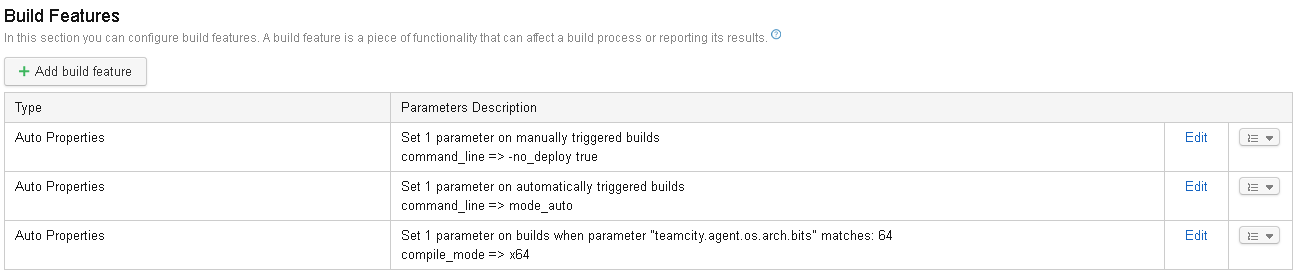 Build Features
In this section you can configure build features. A build feature is a piece of functionality that can affect a build process or reporting its results. ?
+ Add build feature
Type Parameters Description
Auto Properties Set 1 parameter on manually triggered builds Edit
command_line => -no_deploy true
Auto Properties Set 1 parameter on automatically triggered builds Edit
command_line => mode_auto
Auto Properties Set 1 parameter on builds when parameter "teamcity.agent.os.arch.bits" matches: 64 Edit
compile_mode => x64